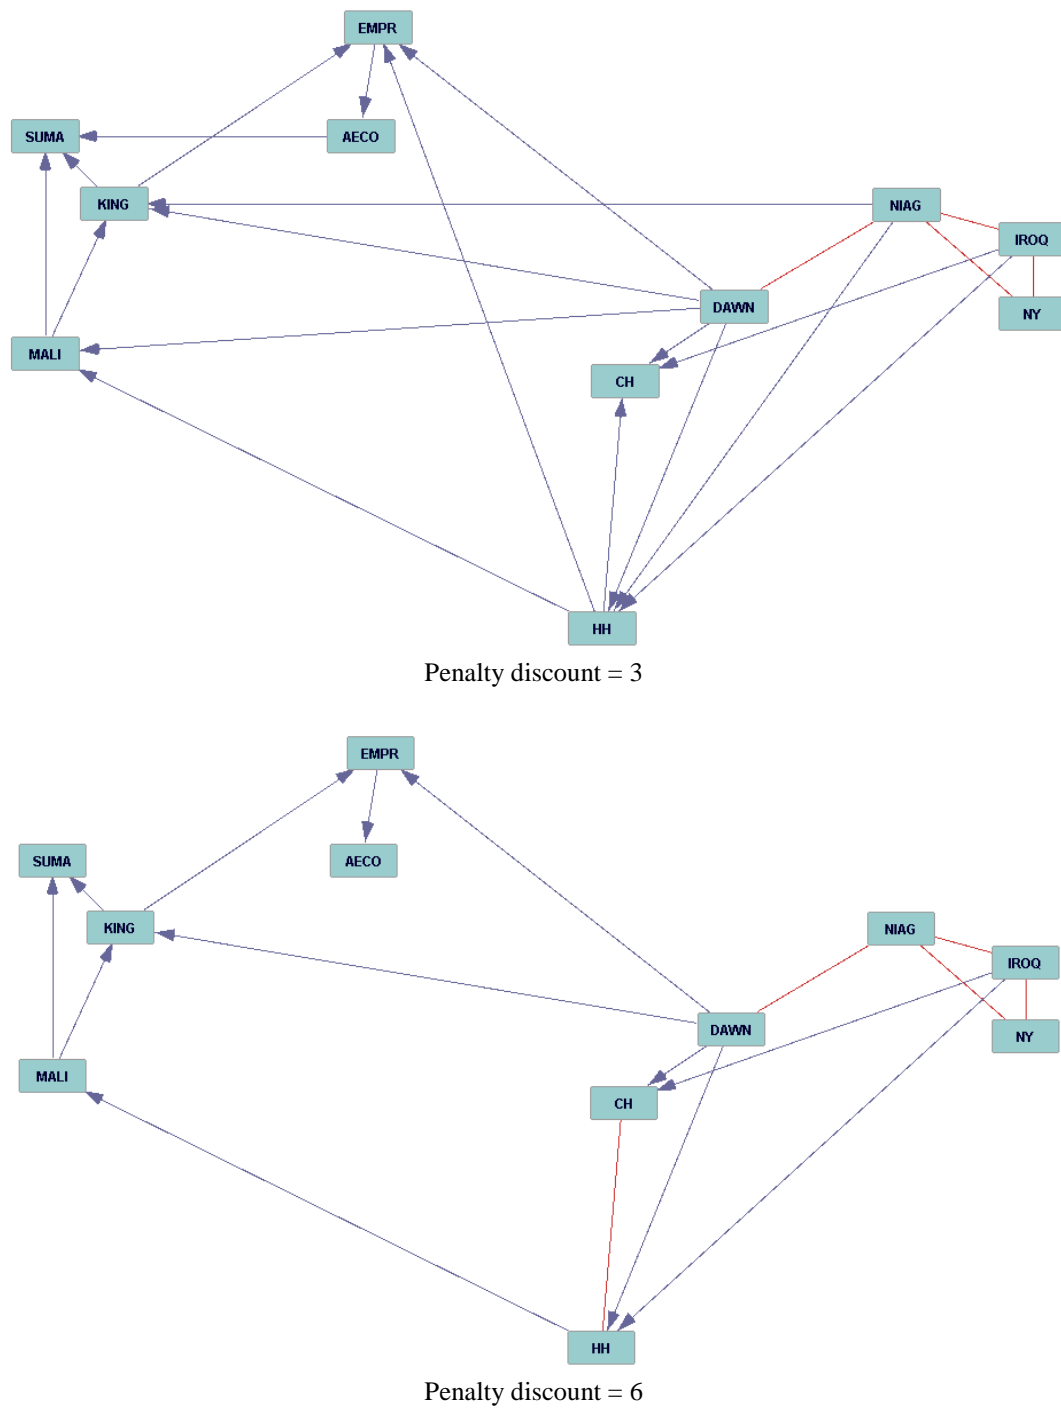 EMPR
SUMA
AECO
KING
NIAG
IROQ
DAWN
NY
MALI
CH
HH
Penalty discount = 3
EMPR
SUMA
AECO
KING
NIAG
IROQ
DAWN
NY
MALI
CH
HH
Penalty discount = 6